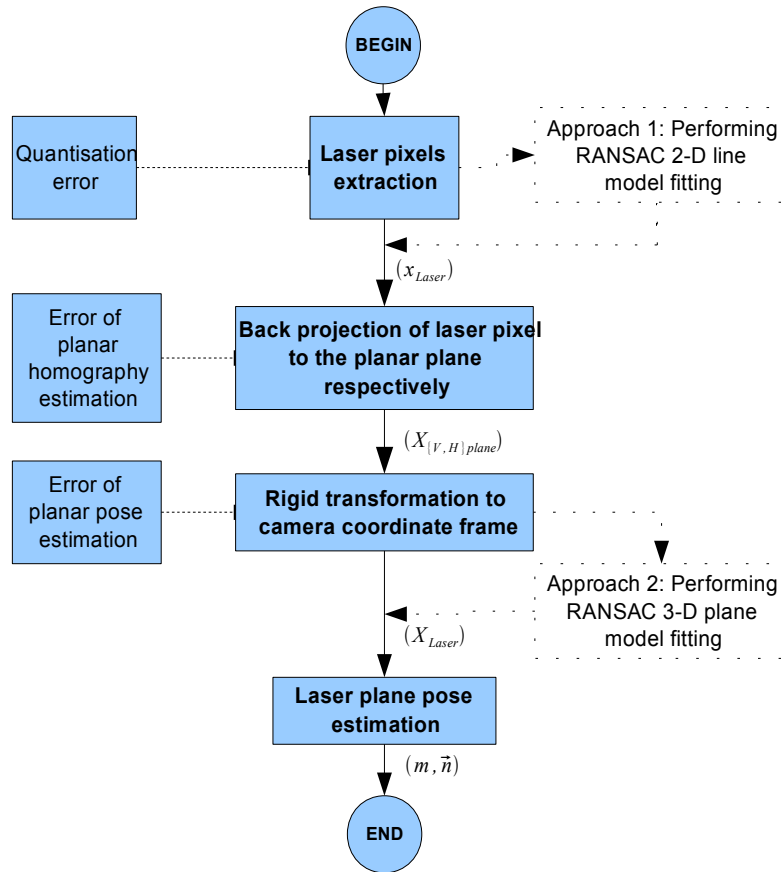 BEGIN
Quantisation
error
Laser pixels
extraction
Approach 1: Performing
RANSAC 2-D line
model fitting
(x_Laser)
Error of
planar
homography
estimation
Back projection of laser pixel
to the planar plane
respectively
(X_{V,H}plane)
Error of
planar pose
estimation
Rigid transformation to
camera coordinate frame
Approach 2: Performing
RANSAC 3-D plane
model fitting
(X_Laser)
Laser plane pose
estimation
(m, n⃗)
END